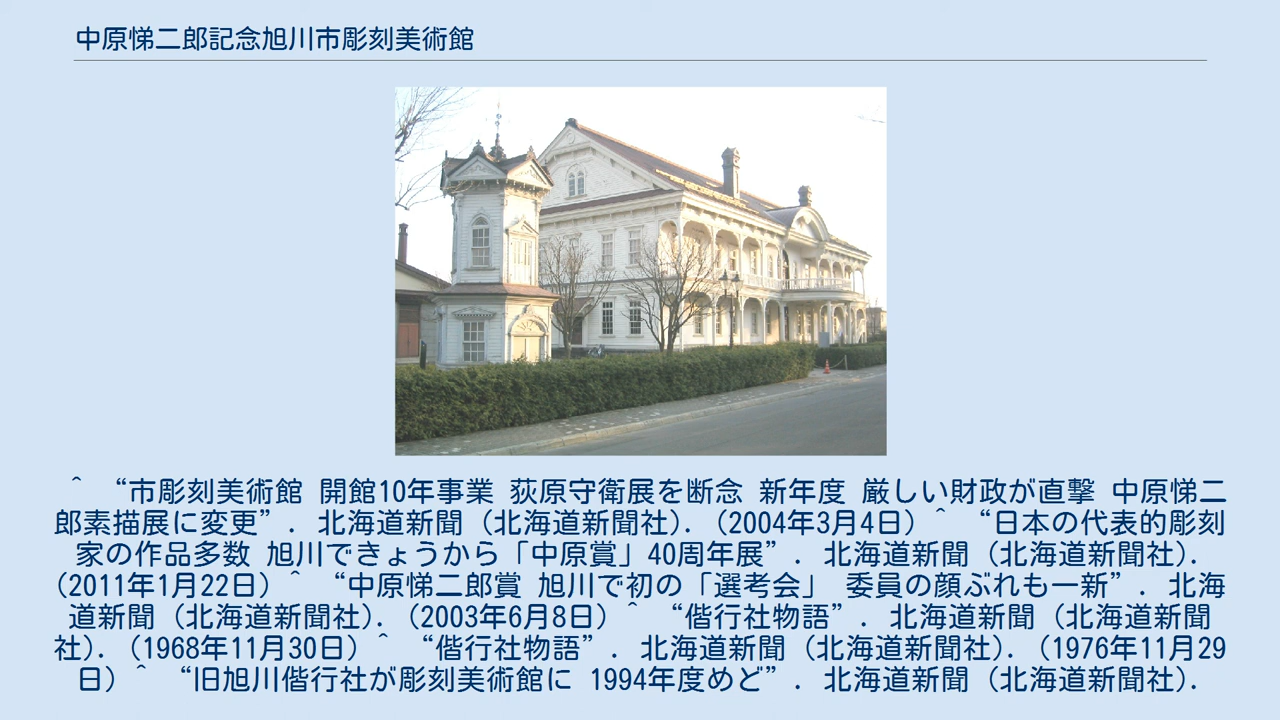 中原悌二郎記念旭川市彫刻美術館
^ “市彫刻美術館 開館10年事業 荻原守衛展を断念 新年度 厳しい財政が直撃 中原悌二
郎素描展に変更”. 北海道新聞 (北海道新聞社). (2004年3月4日) ^ “日本の代表的彫刻
家の作品多数 旭川できょうから「中原賞」40周年展”. 北海道新聞 (北海道新聞社).
(2011年1月22日) ^ “中原悌二郎賞 旭川で初の「選考会」 委員の顔ぶれも一新”. 北海
道新聞 (北海道新聞社). (2003年6月8日) ^ “偕行社物語”. 北海道新聞 (北海道新聞
社). (1968年11月30日) ^ “偕行社物語”. 北海道新聞 (北海道新聞社). (1976年11月29
日) ^ “旧旭川偕行社が彫刻美術館に 1994年度めど”. 北海道新聞 (北海道新聞社).